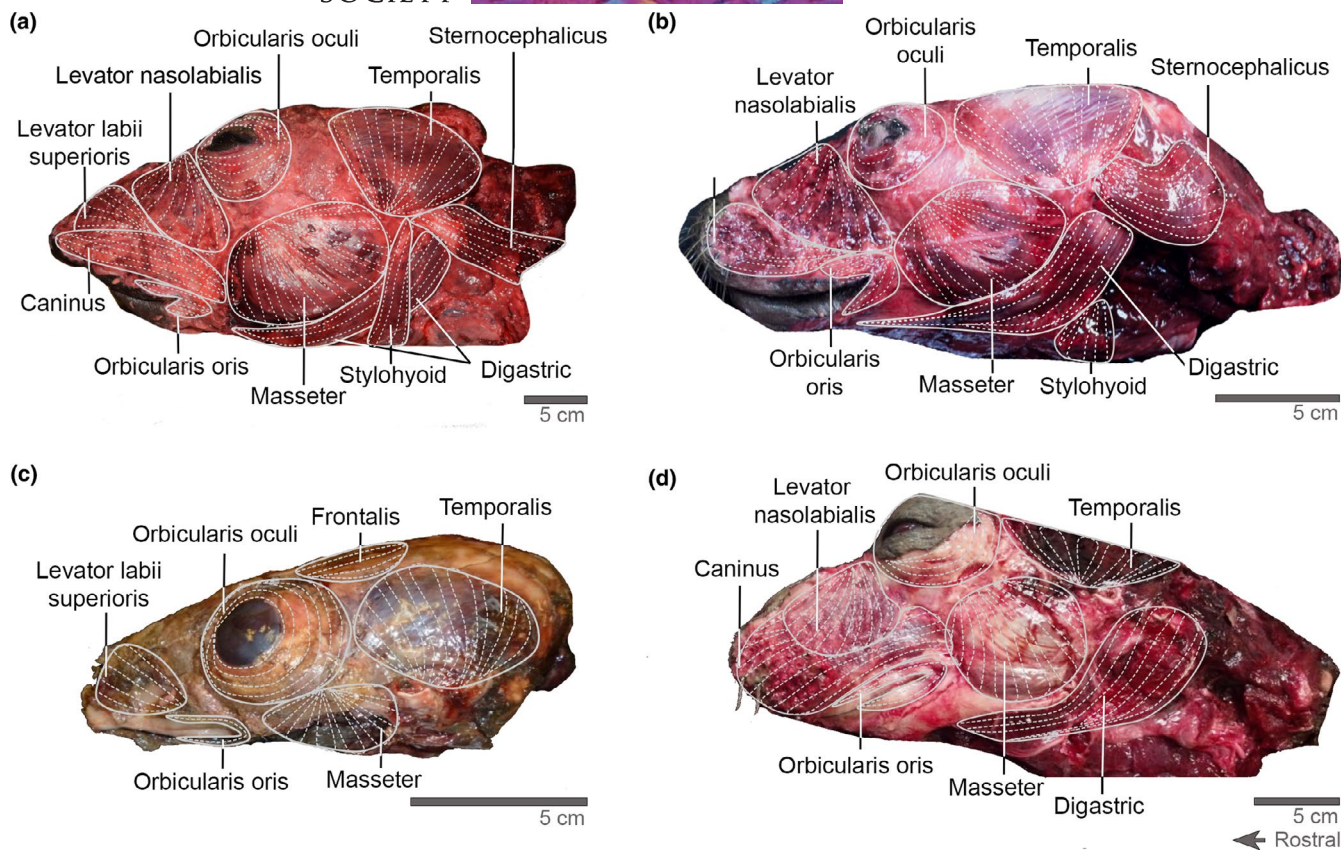 (a)
Orbicularis oculi
Sternocephalicus
Levator nasolabialis
Temporalis
Levator labii
superioris
Caninus
Orbicularis oris
Masseter
Stylohyoid
Digastric
5 cm
(b)
Orbicularis
oculi
Temporalis
Sternocephalicus
Levator
nasolabialis
Orbicularis
oris
Masseter
Stylohyoid
Digastric
5 cm
(c)
Frontalis
Temporalis
Orbicularis oculi
Levator labii
superioris
Orbicularis oris
Masseter
5 cm
(d)
Orbicularis oculi
Levator
nasolabialis
Temporalis
Caninus
Orbicularis oris
Masseter
Digastric
5 cm
Rostral